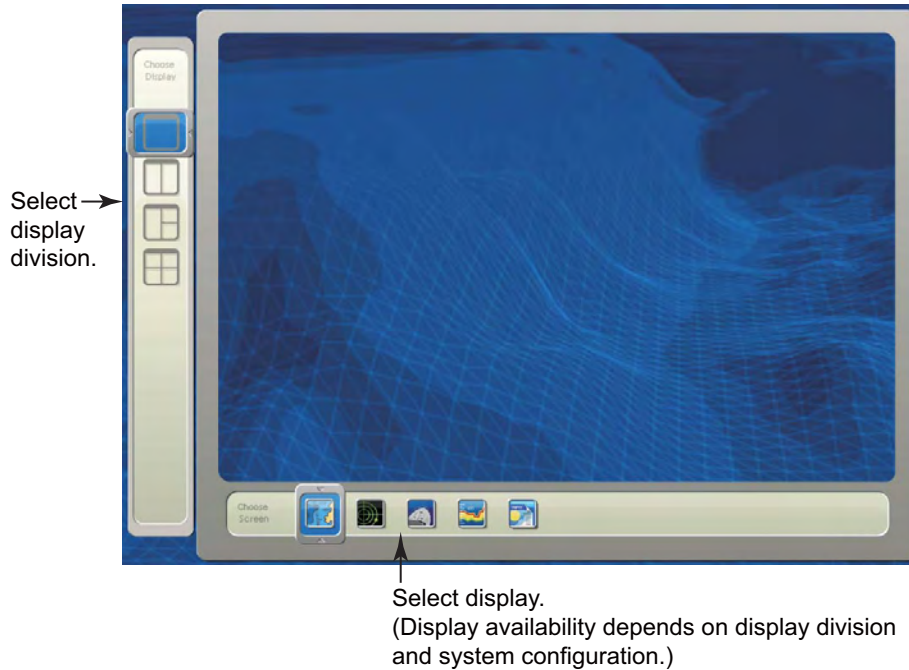 Choose
Display
Select
display
division.
Choose
Screen
Select display.
(Display availability depends on display division
and system configuration.)